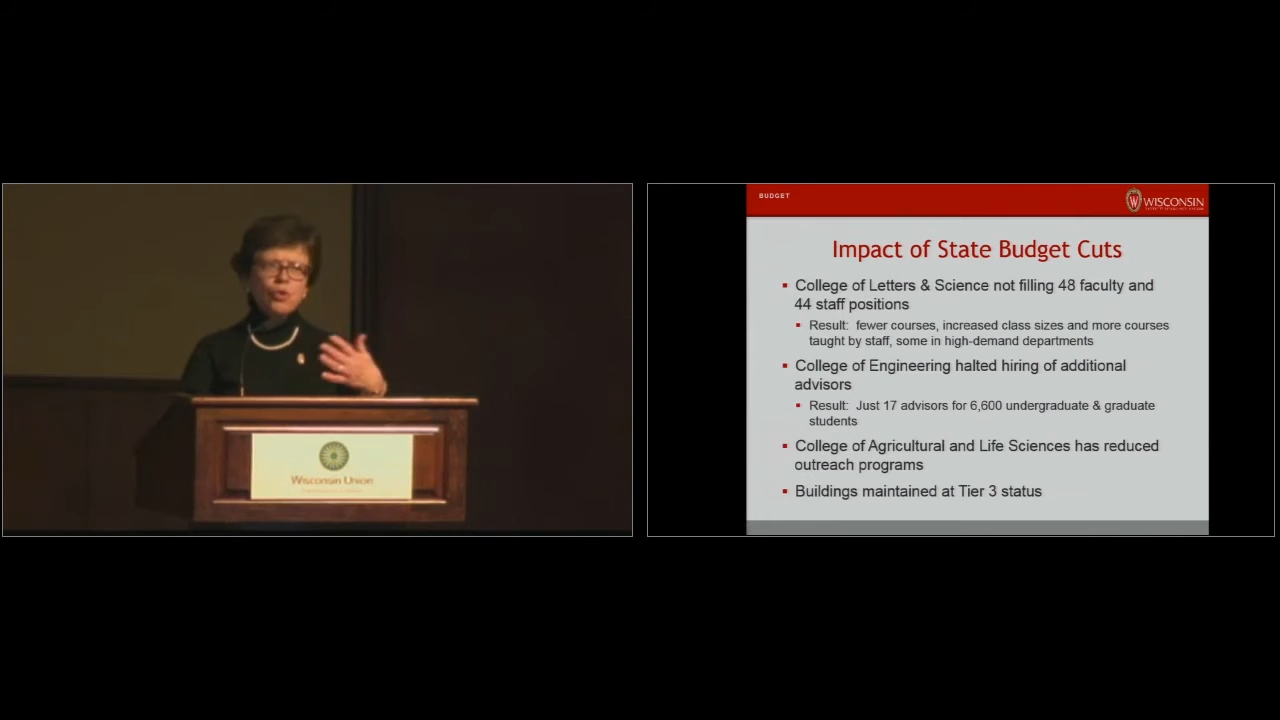 Wisconsin Union
BUDGET
W WISCONSIN
Impact of State Budget Cuts
▪ College of Letters & Science not filling 48 faculty and
44 staff positions
▪ Result: fewer courses, increased class sizes and more courses
taught by staff, some in high-demand departments
▪ College of Engineering halted hiring of additional
advisors
▪ Result: Just 17 advisors for 6,600 undergraduate & graduate
students
▪ College of Agricultural and Life Sciences has reduced
outreach programs
▪ Buildings maintained at Tier 3 status